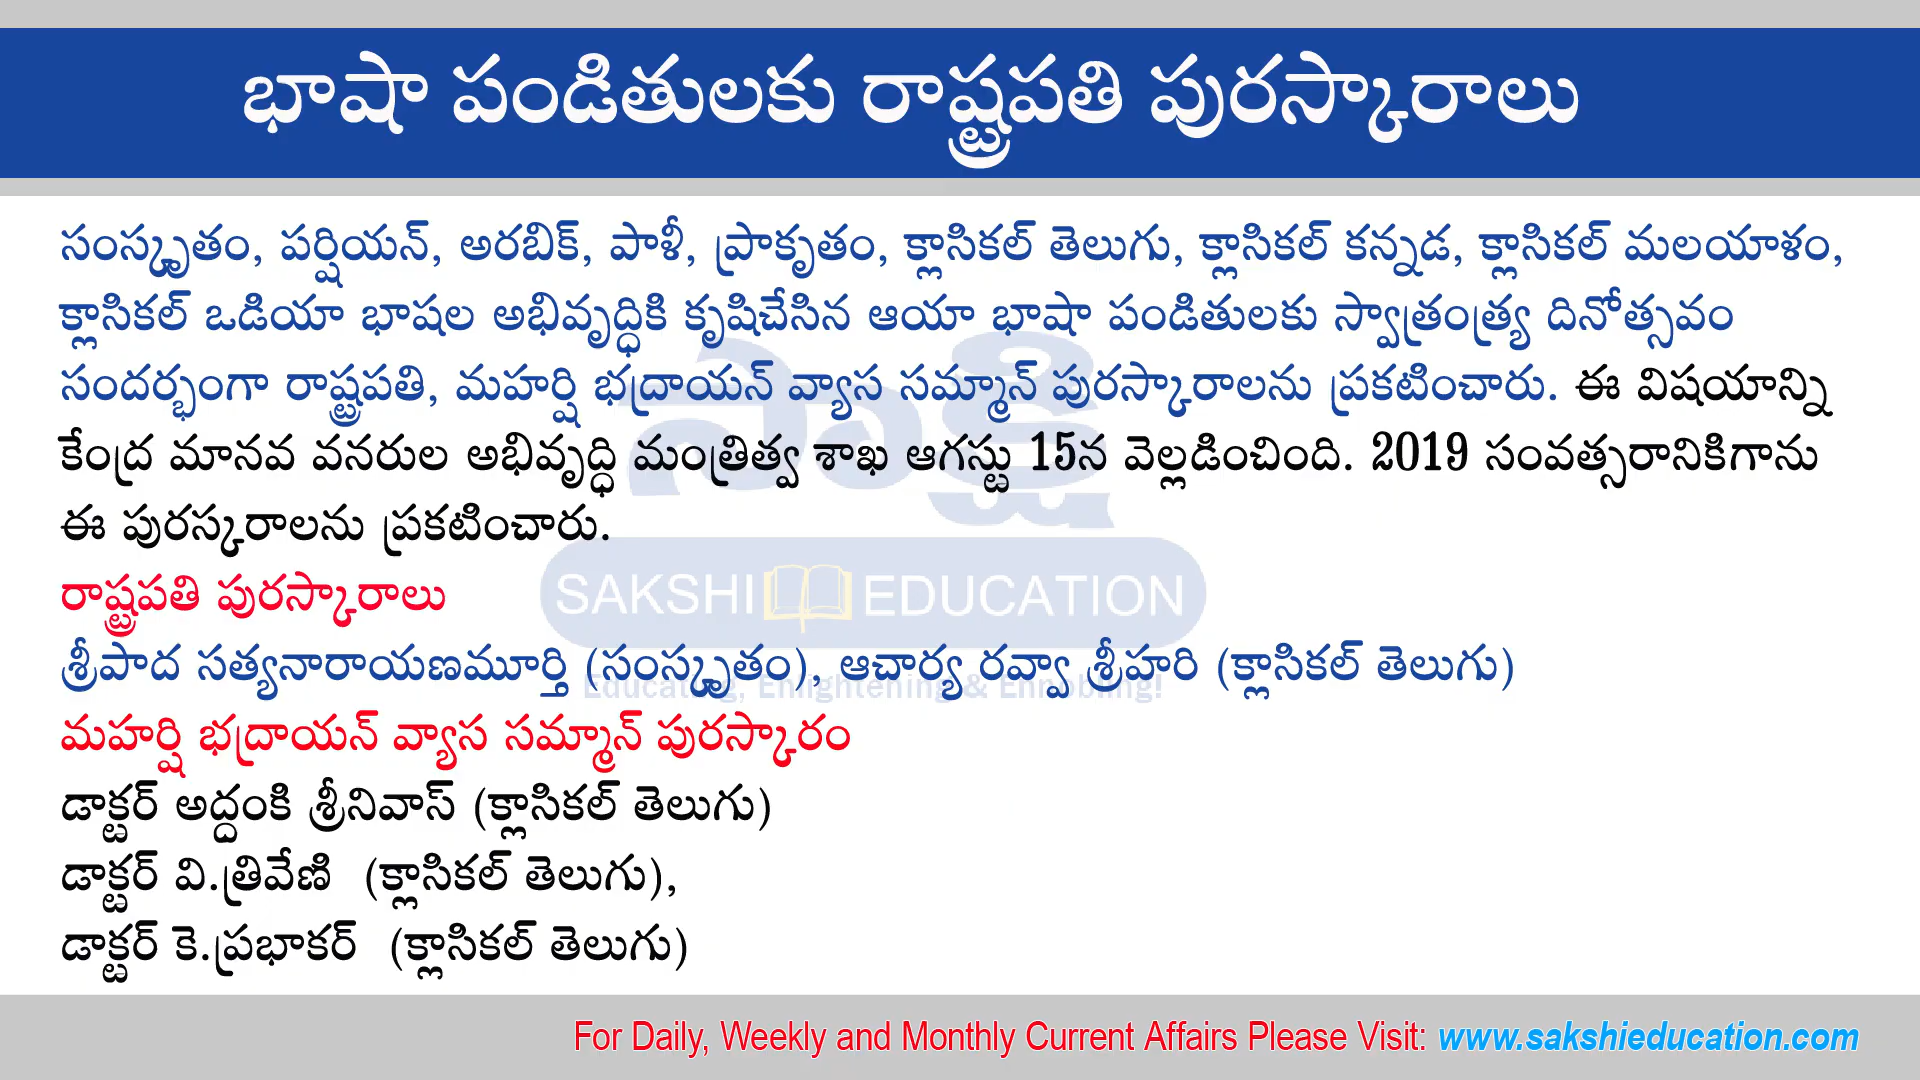 భాషా పండితులకు రాష్ట్రపతి పురస్కారాలు
సంస్కృతం, పర్షియన్, అరబిక్, పాళీ, ప్రాకృతం, క్లాసికల్ తెలుగు, క్లాసికల్ కన్నడ, క్లాసికల్ మలయాళం,
క్లాసికల్ ఒడియా భాషల అభివృద్ధికి కృషిచేసిన ఆయా భాషా పండితులకు స్వాత్రంత్ర్య దినోత్సవం
సందర్భంగా రాష్ట్రపతి, మహర్షి భద్రాయన్ వ్యాస సమ్మాన్ పురస్కారాలను ప్రకటించారు. ఈ విషయాన్ని
కేంద్ర మానవ వనరుల అభివృద్ధి మంత్రిత్వ శాఖ ఆగస్టు 15న వెల్లడించింది. 2019 సంవత్సరానికిగాను
ఈ పురస్కరాలను ప్రకటించారు.
సాక్షి
SAKSHI EDUCATION
రాష్ట్రపతి పురస్కారాలు
శ్రీపాద సత్యనారాయణమూర్తి (సంస్కృతం), ఆచార్య రవ్వా శ్రీహరి (క్లాసికల్ తెలుగు)
Educating, Enlightening & Ennobling!
మహర్షి భద్రాయన్ వ్యాస సమ్మాన్ పురస్కారం
డాక్టర్ అద్దంకి శ్రీనివాస్ (క్లాసికల్ తెలుగు)
డాక్టర్ వి.త్రివేణి (క్లాసికల్ తెలుగు),
డాక్టర్ కె.ప్రభాకర్ (క్లాసికల్ తెలుగు)
For Daily, Weekly and Monthly Current Affairs Please Visit: www.sakshieducation.com